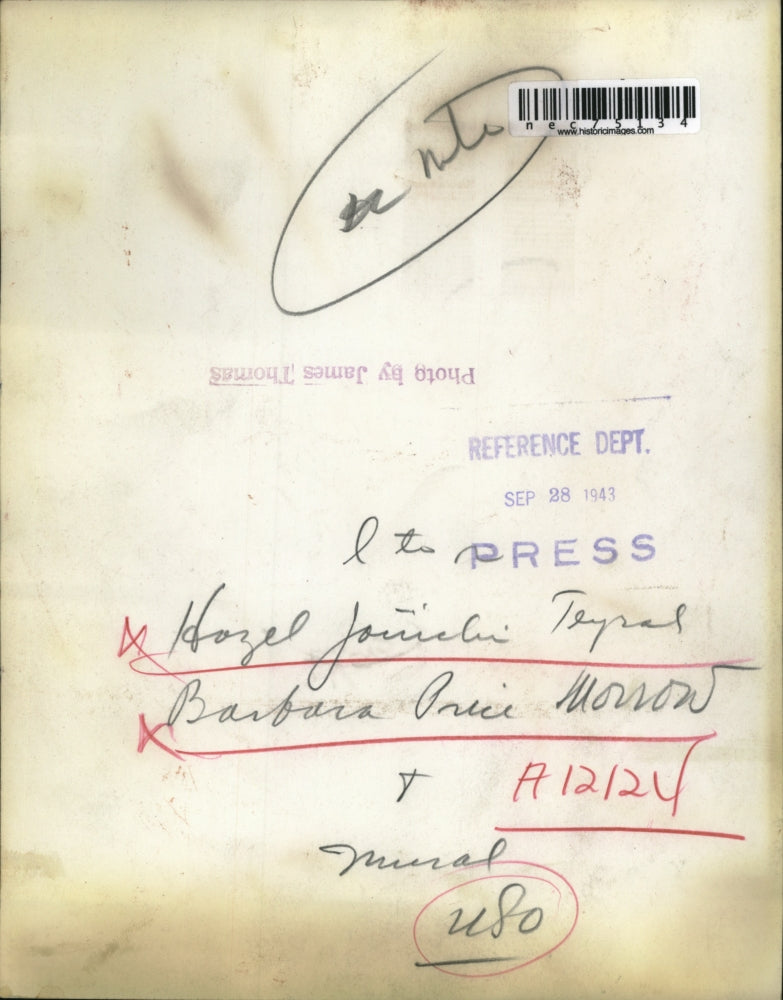 nec75134
www.historicimages.com
Photo by James Thomas
REFERENCE DEPT.
SEP 28 1943
PRESS
l to r
Hazel Teyral
Barbara Price Morrow
+
A12124
mural
USO